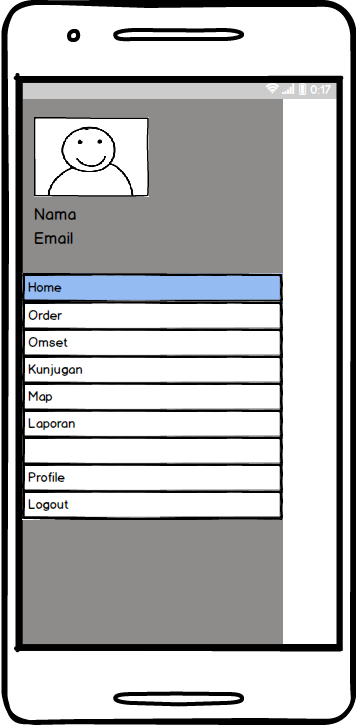 0:17
Nama
Email
Home
Order
Omset
Kunjugan
Map
Laporan
Profile
Logout